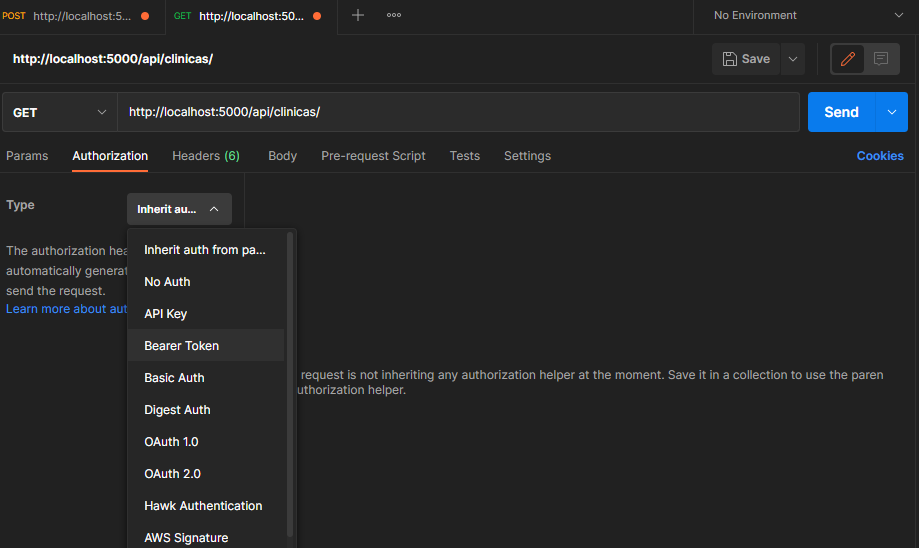 POST http://localhost:5...
GET http://localhost:50...
No Environment
http://localhost:5000/api/clinicas/
Save
GET
http://localhost:5000/api/clinicas/
Send
Params Authorization Headers (6) Body Pre-request Script Tests Settings Cookies
Type
Inherit au...
The authorization hea
automatically generat
send the request.
Learn more about aut
Inherit auth from pa...
No Auth
API Key
Bearer Token
Basic Auth
Digest Auth
OAuth 1.0
OAuth 2.0
Hawk Authentication
AWS Signature
request is not inheriting any authorization helper at the moment. Save it in a collection to use the paren
uthorization helper.